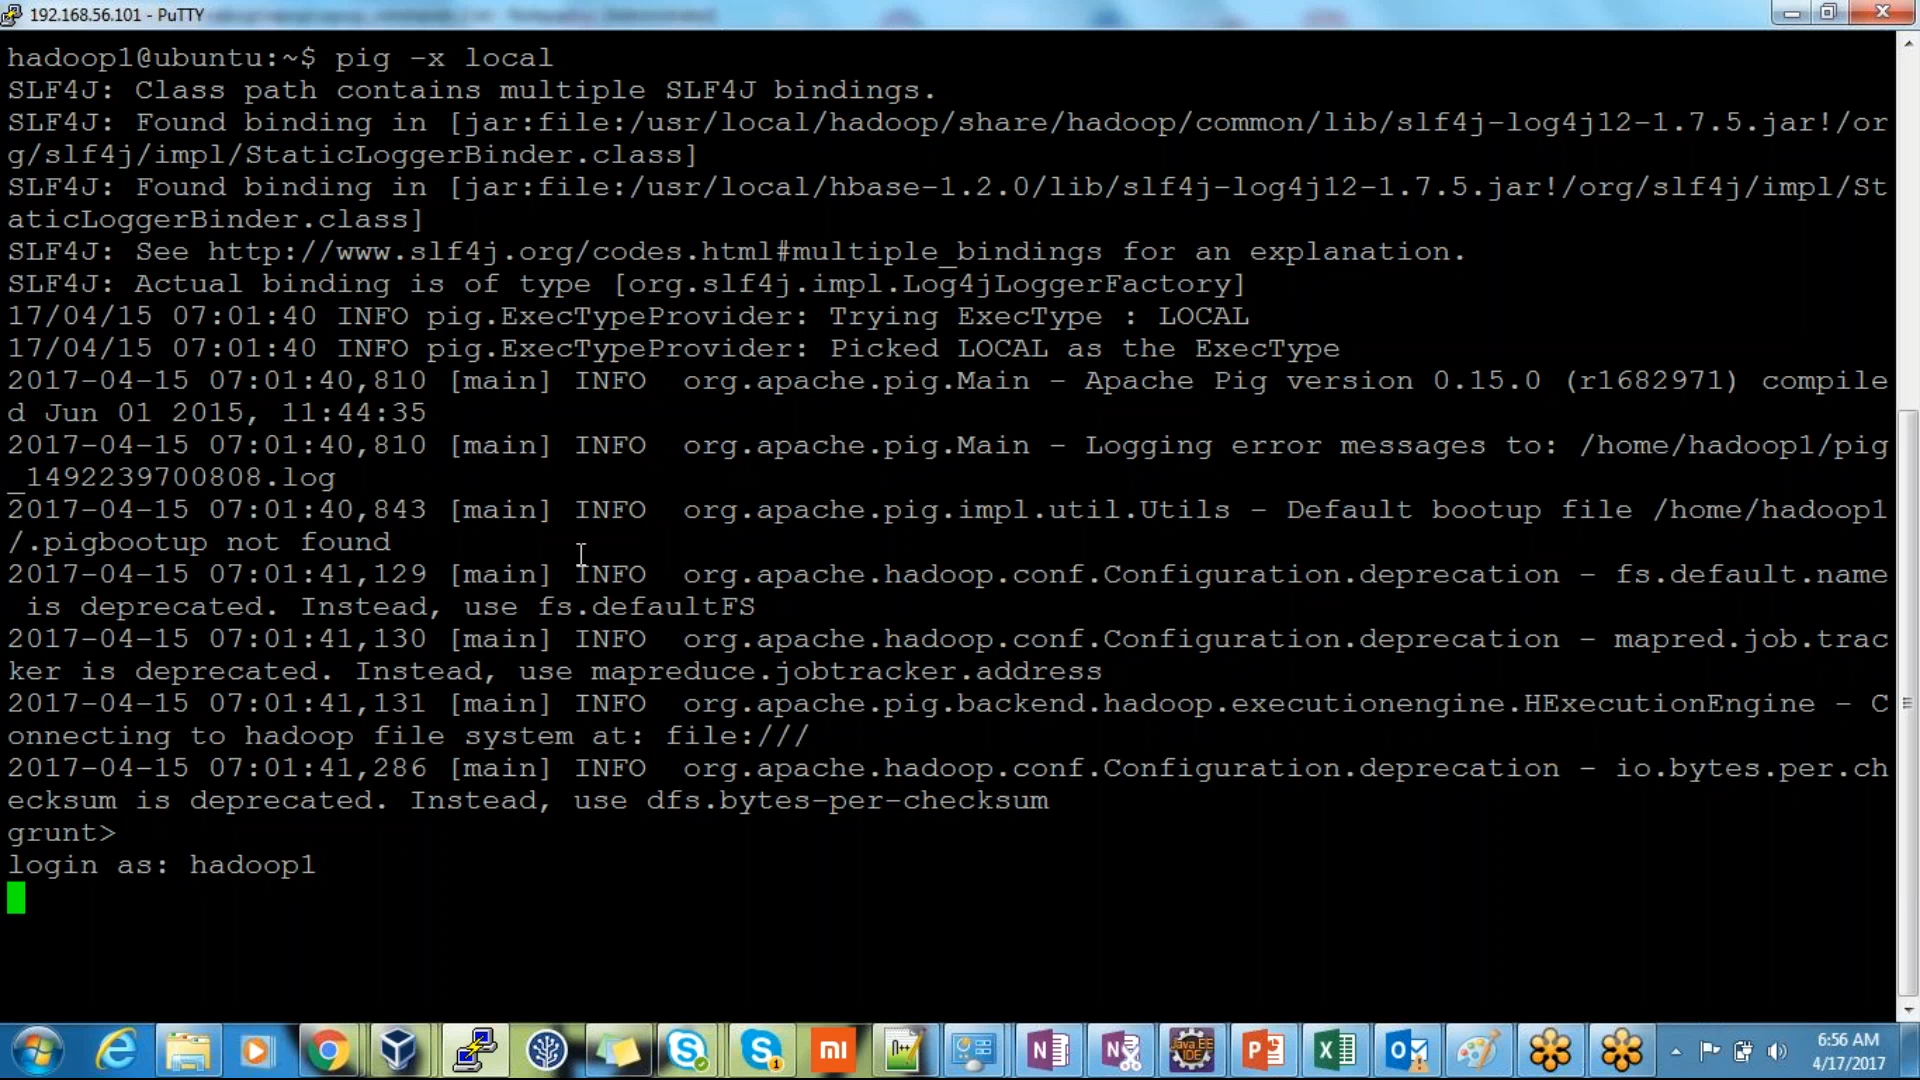 192.168.56.101 - PuTTY
hadoop1@ubuntu:~$ pig -x local
SLF4J: Class path contains multiple SLF4J bindings.
SLF4J: Found binding in [jar:file:/usr/local/hadoop/share/hadoop/common/lib/slf4j-log4j12-1.7.5.jar!/or
g/slf4j/impl/StaticLoggerBinder.class]
SLF4J: Found binding in [jar:file:/usr/local/hbase-1.2.0/lib/slf4j-log4j12-1.7.5.jar!/org/slf4j/impl/St
aticLoggerBinder.class]
SLF4J: See http://www.slf4j.org/codes.html#multiple_bindings for an explanation.
SLF4J: Actual binding is of type [org.slf4j.impl.Log4jLoggerFactory]
17/04/15 07:01:40 INFO pig.ExecTypeProvider: Trying ExecType : LOCAL
17/04/15 07:01:40 INFO pig.ExecTypeProvider: Picked LOCAL as the ExecType
2017-04-15 07:01:40,810 [main] INFO  org.apache.pig.Main - Apache Pig version 0.15.0 (r1682971) compile
d Jun 01 2015, 11:44:35
2017-04-15 07:01:40,810 [main] INFO  org.apache.pig.Main - Logging error messages to: /home/hadoop1/pig
_1492239700808.log
2017-04-15 07:01:40,843 [main] INFO  org.apache.pig.impl.util.Utils - Default bootup file /home/hadoop1
/.pigbootup not found
2017-04-15 07:01:41,129 [main] INFO  org.apache.hadoop.conf.Configuration.deprecation - fs.default.name
 is deprecated. Instead, use fs.defaultFS
2017-04-15 07:01:41,130 [main] INFO  org.apache.hadoop.conf.Configuration.deprecation - mapred.job.trac
ker is deprecated. Instead, use mapreduce.jobtracker.address
2017-04-15 07:01:41,131 [main] INFO  org.apache.pig.backend.hadoop.executionengine.HExecutionEngine - C
onnecting to hadoop file system at: file:///
2017-04-15 07:01:41,286 [main] INFO  org.apache.hadoop.conf.Configuration.deprecation - io.bytes.per.ch
ecksum is deprecated. Instead, use dfs.bytes-per-checksum
grunt>
login as: hadoop1
6:56 AM
4/17/2017